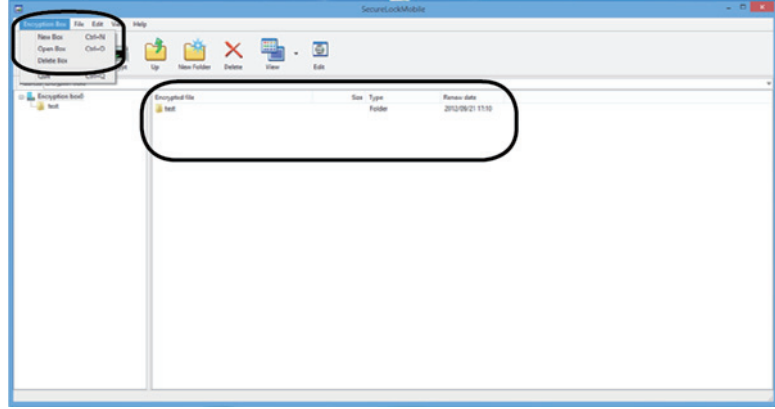 SecureLockMobile
Encryption Box File Edit Help
New Box Ctrl+N
Open Box Ctrl+O
Delete Box
Up New Folder Delete View Edit
Encryption box0
test
Encrypted file Size Type Renew date
test Folder 2012/09/21 17:10